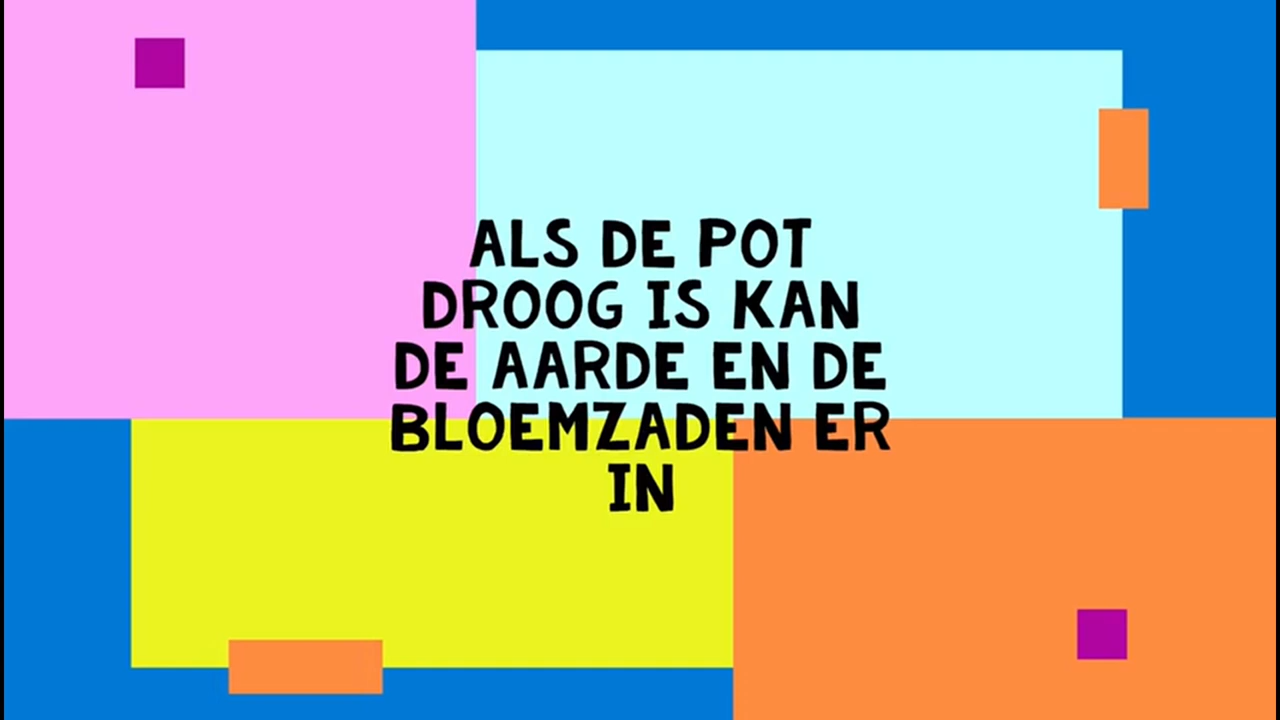 ALS DE POT
DROOG IS KAN
DE AARDE EN DE
BLOEMZADEN ER
IN